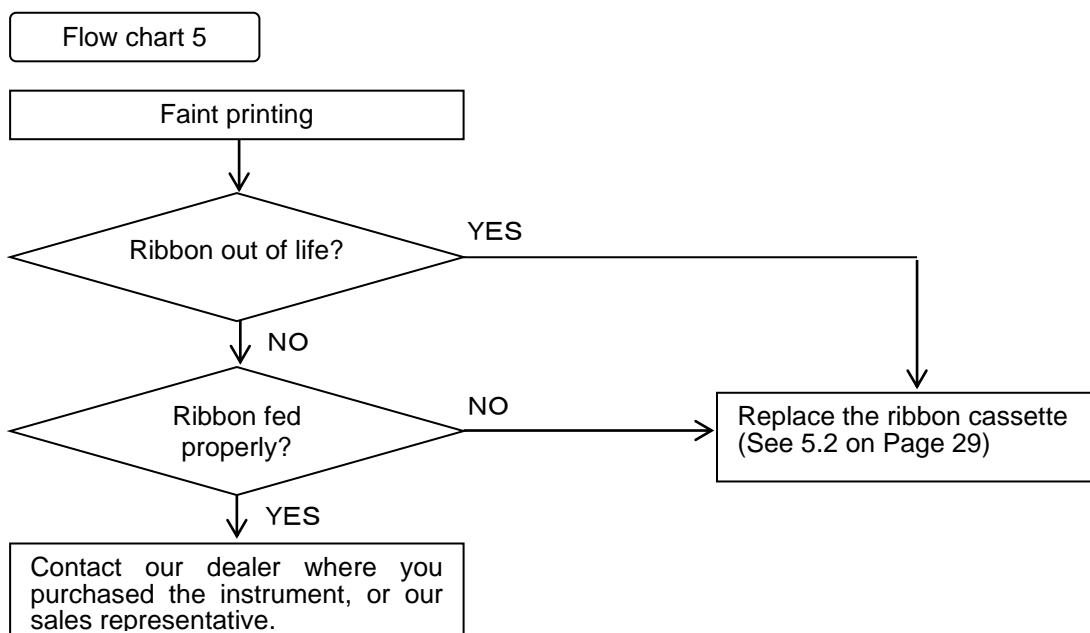 Flow chart 5
Faint printing
Ribbon out of life?
YES
NO
Ribbon fed
properly?
NO
Replace the ribbon cassette
(See 5.2 on Page 29)
YES
Contact our dealer where you
purchased the instrument, or our
sales representative.